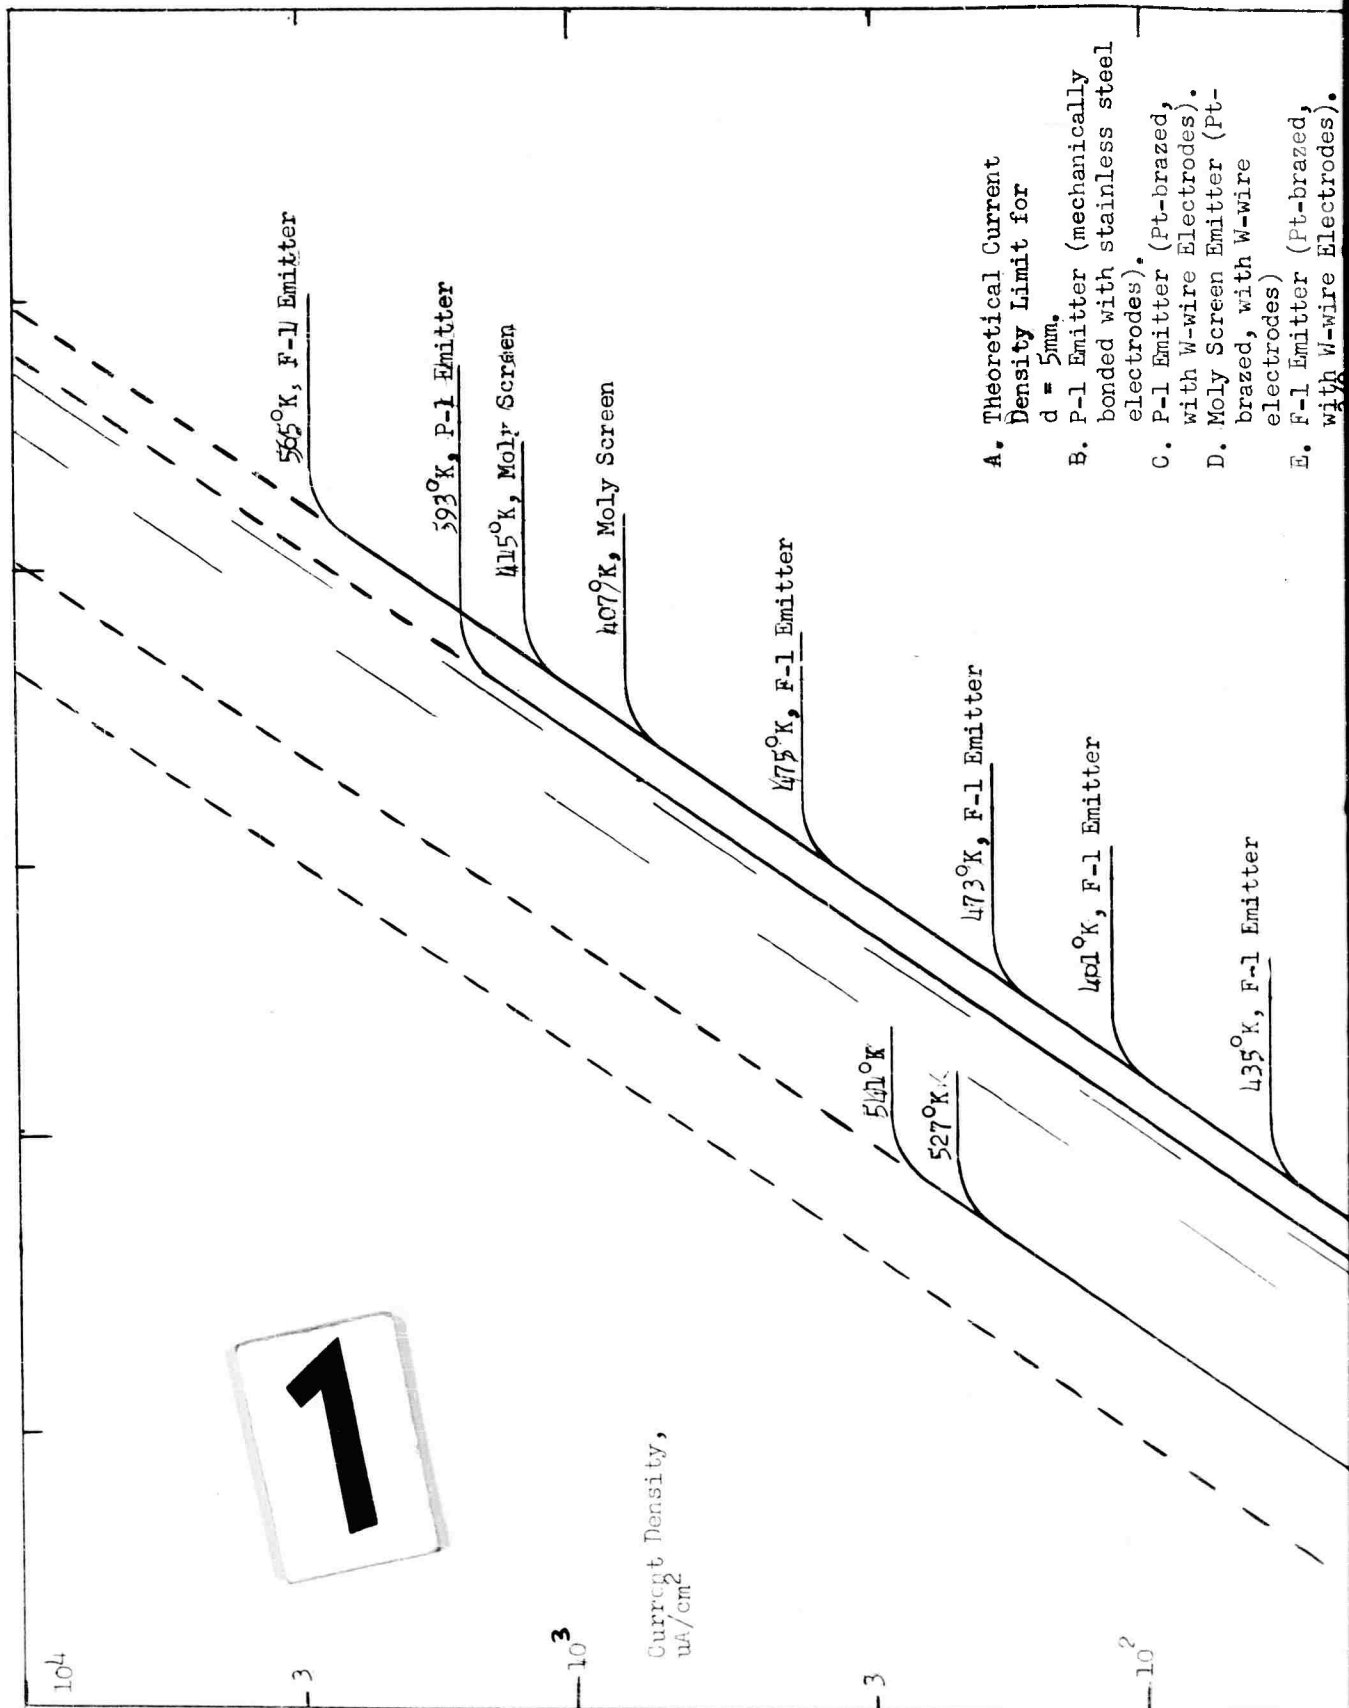 10⁴
3
10³
Current Density,
uA/cm²
3
10²
1
565°K, F-1 Emitter
593°K, P-1 Emitter
415°K, Moly Screen
407°K, Moly Screen
475°K, F-1 Emitter
473°K, F-1 Emitter
401°K, F-1 Emitter
435°K, F-1 Emitter
541°K
527°K
A. Theoretical Current
Density Limit for
d = 5mm.
B. P-1 Emitter (mechanically
bonded with stainless steel
electrodes).
C. P-1 Emitter (Pt-brazed,
with W-wire Electrodes).
D. Moly Screen Emitter (Pt-
brazed, with W-wire
electrodes)
E. F-1 Emitter (Pt-brazed,
with W-wire Electrodes).